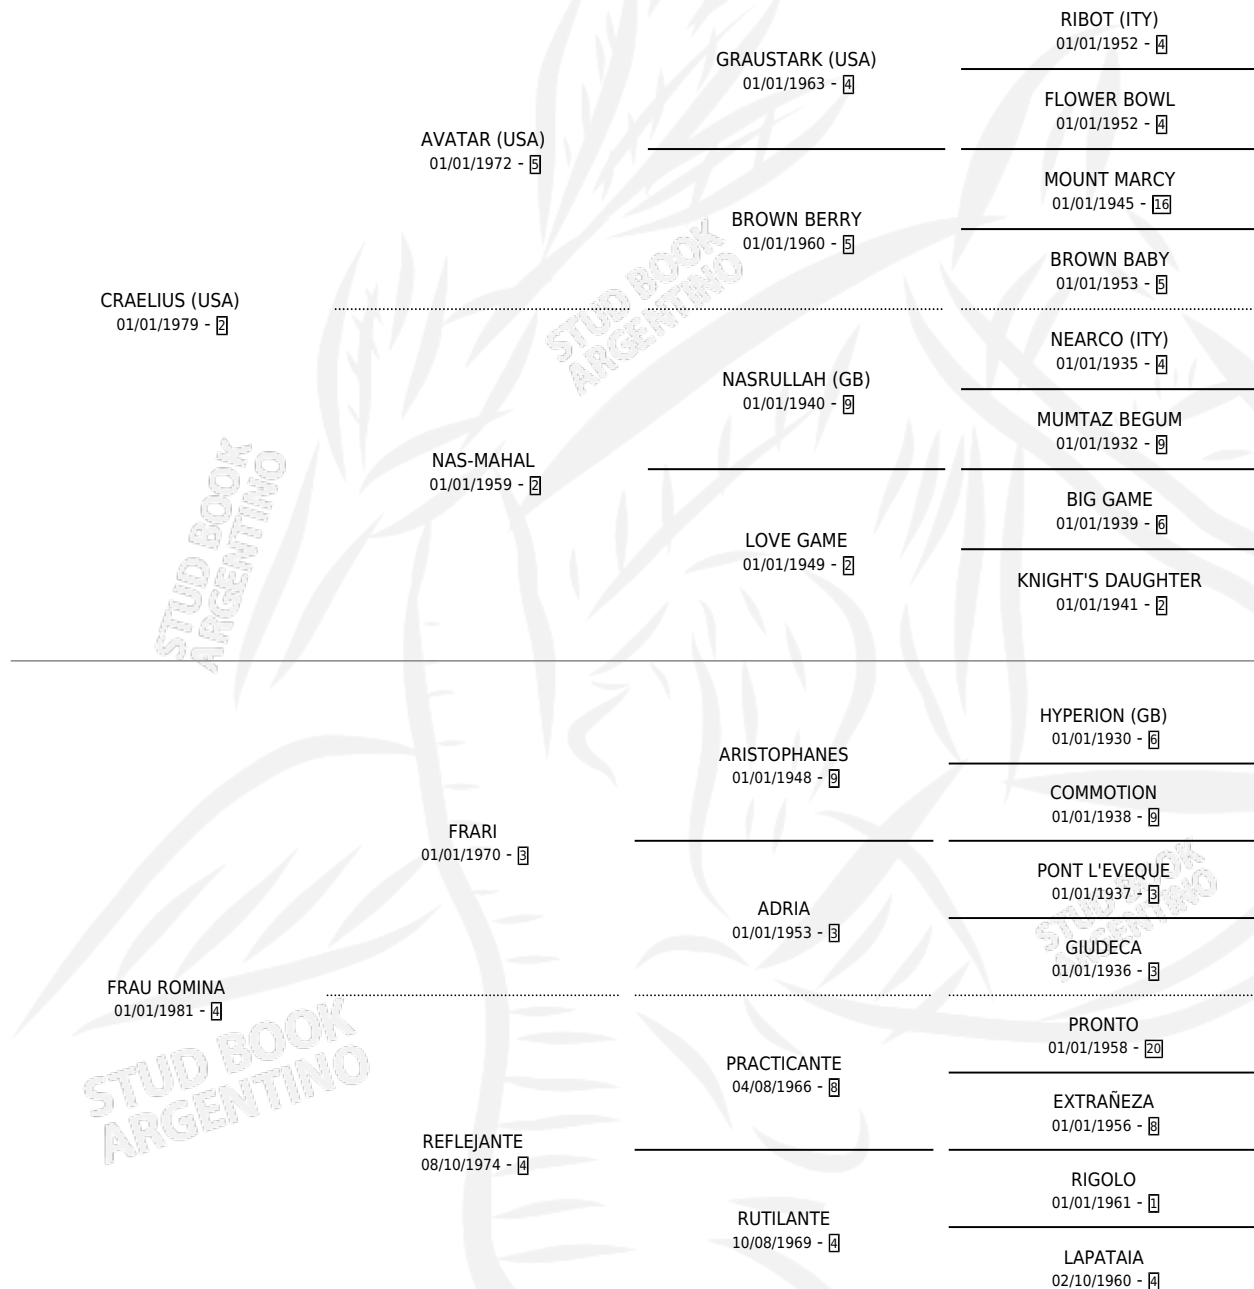 RIBOT (ITY)
01/01/1952 - 4
GRAUSTARK (USA)
01/01/1963 - 4
FLOWER BOWL
01/01/1952 - 4
AVATAR (USA)
01/01/1972 - 5
MOUNT MARCY
01/01/1945 - 16
BROWN BERRY
01/01/1960 - 5
BROWN BABY
01/01/1953 - 5
CRAELIUS (USA)
01/01/1979 - 2
NEARCO (ITY)
01/01/1935 - 4
NASRULLAH (GB)
01/01/1940 - 9
MUMTAZ BEGUM
01/01/1932 - 9
NAS-MAHAL
01/01/1959 - 2
BIG GAME
01/01/1939 - 6
LOVE GAME
01/01/1949 - 2
KNIGHT'S DAUGHTER
01/01/1941 - 2
HYPERION (GB)
01/01/1930 - 6
ARISTOPHANES
01/01/1948 - 9
COMMOTION
01/01/1938 - 9
FRARI
01/01/1970 - 3
PONT L'EVEQUE
01/01/1937 - 3
ADRIA
01/01/1953 - 3
GIUDECA
01/01/1936 - 3
FRAU ROMINA
01/01/1981 - 4
PRONTO
01/01/1958 - 20
PRACTICANTE
04/08/1966 - 8
EXTRAÑEZA
01/01/1956 - 8
REFLEJANTE
08/10/1974 - 4
RIGOLO
01/01/1961 - 1
RUTILANTE
10/08/1969 - 4
LAPATAIA
02/10/1960 - 4
STUD BOOK
ARGENTINO
STUD BOOK
ARGENTINO
STUD BOOK
ARGENTINO
STUD BOOK
ARGENTINO